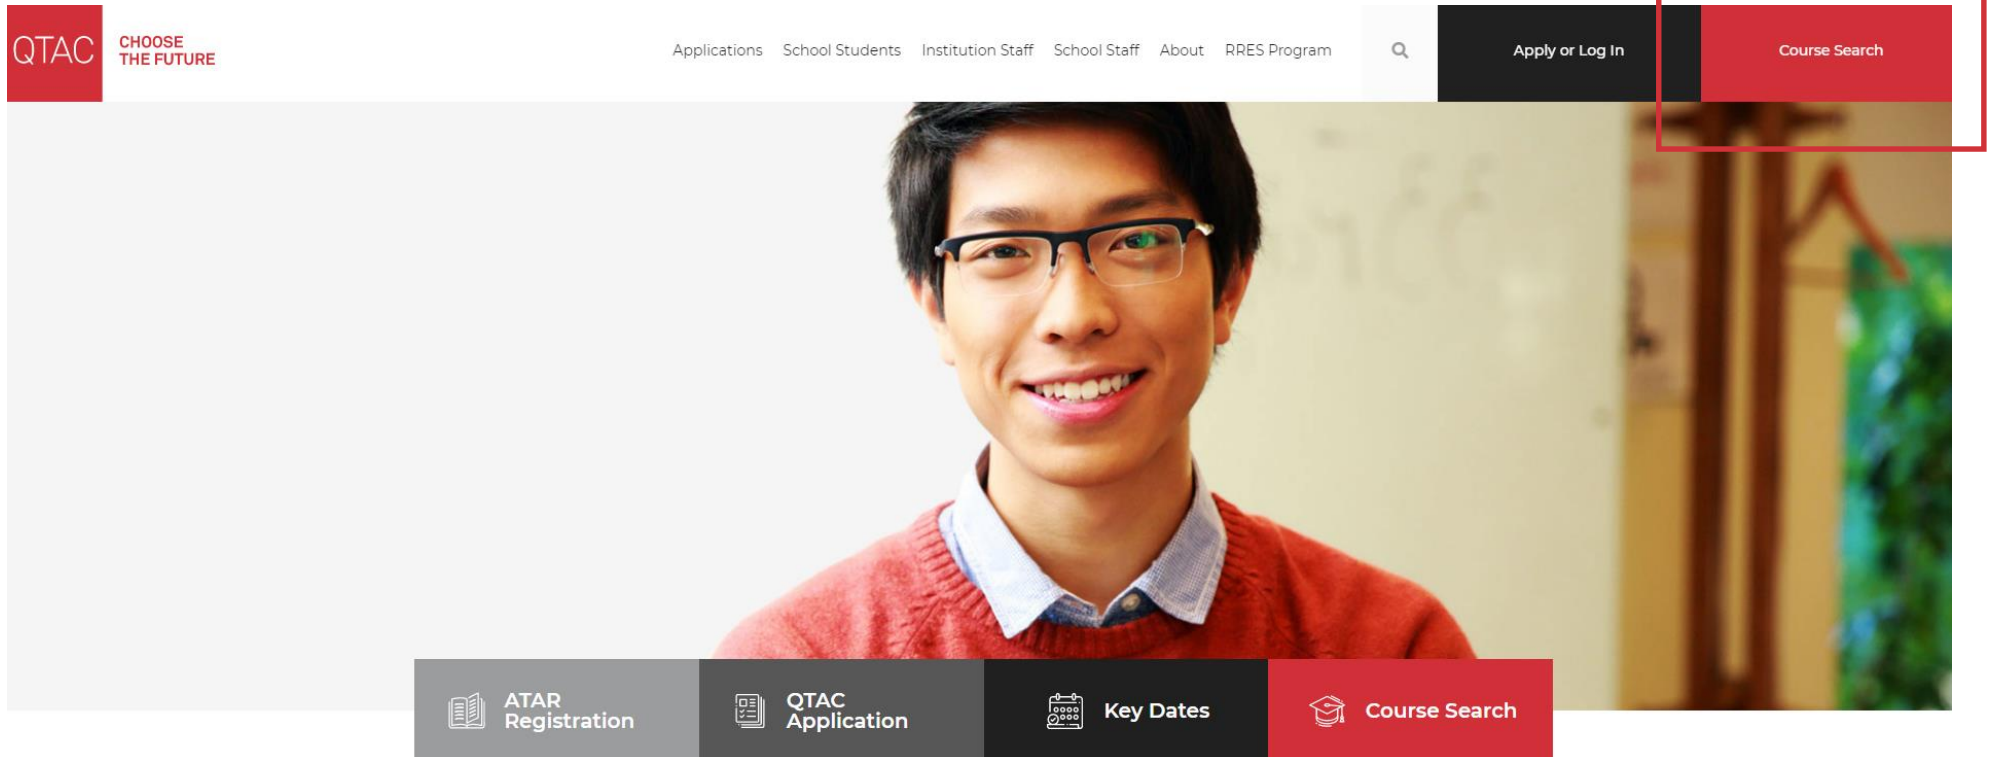 QTAC
CHOOSE
THE FUTURE
Applications School Students Institution Staff School Staff About RRES Program
Apply or Log In
Course Search
ATAR
Registration
QTAC
Application
Key Dates
Course Search